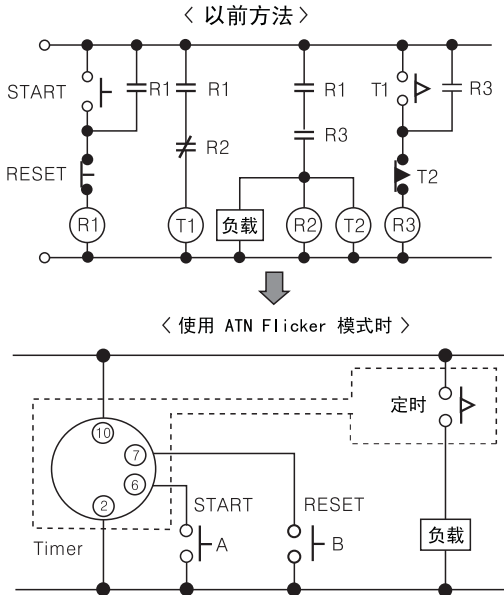 〈 以前方法 〉
START
R1
R1
R2
R1
R3
T1
R3
RESET
T2
R1
T1
负载
R2
T2
R3
〈 使用 ATN Flicker 模式时 〉
定时
10
7
6
2
START
RESET
A
B
负载
Timer